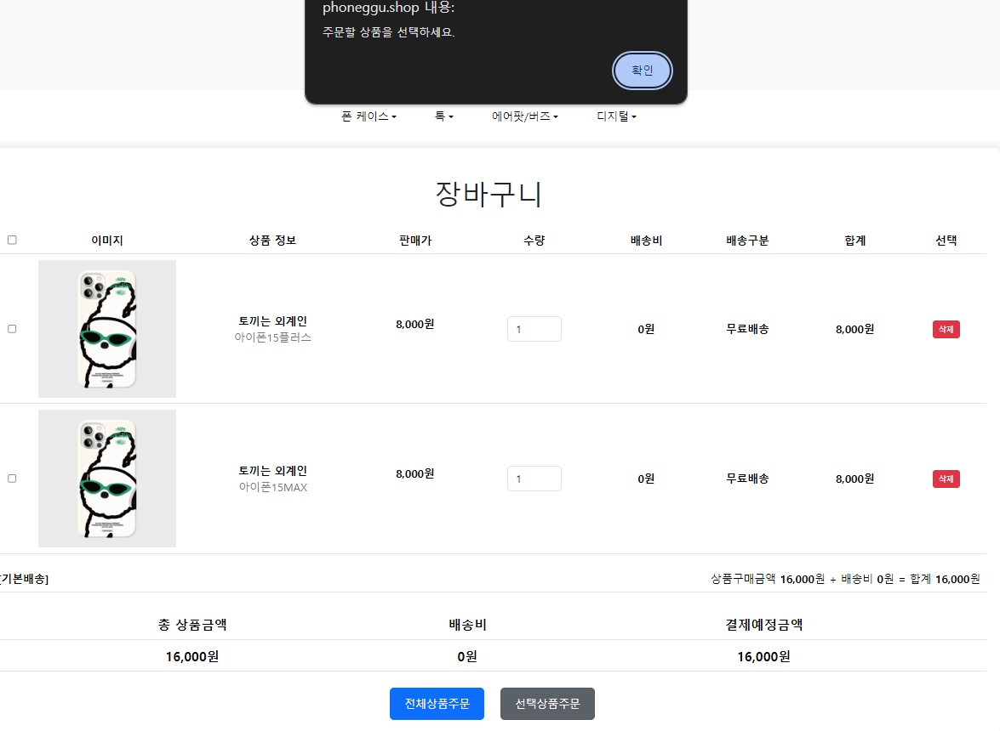 phoneggu.shop 내용:
주문할 상품을 선택하세요.
확인
폰 케이스 톡 에어팟/버즈 디지털
장바구니
이미지 상품 정보 판매가 수량 배송비 배송구분 합계 선택
토끼는 외계인
아이폰15플러스
8,000원 1 0원 무료배송 8,000원 삭제
토끼는 외계인
아이폰15MAX
8,000원 1 0원 무료배송 8,000원 삭제
[기본배송] 상품구매금액 16,000원 + 배송비 0원 = 합계 16,000원
총 상품금액 배송비 결제예정금액
16,000원 0원 16,000원
전체상품주문 선택상품주문